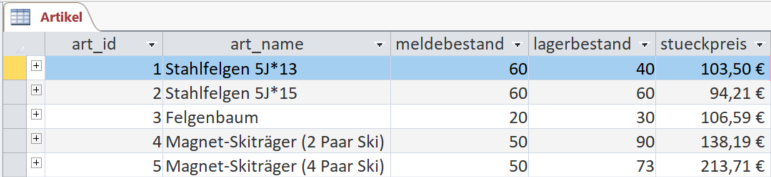 Artikel
art_id art_name meldebestand lagerbestand stueckpreis
1 Stahlfelgen 5J*13 60 40 103,50 €
2 Stahlfelgen 5J*15 60 60 94,21 €
3 Felgenbaum 20 30 106,59 €
4 Magnet-Skiträger (2 Paar Ski) 50 90 138,19 €
5 Magnet-Skiträger (4 Paar Ski) 50 73 213,71 €